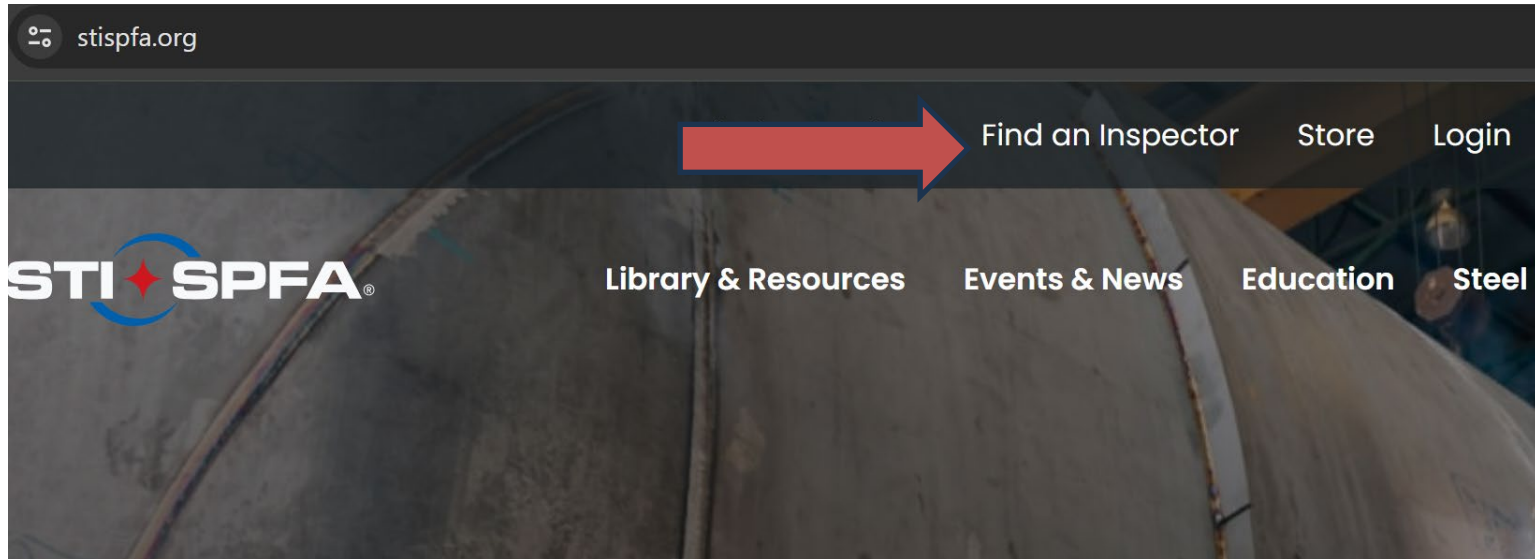 stispfa.org
Find an Inspector Store Login
STI SPFA®
Library & Resources Events & News Education Steel